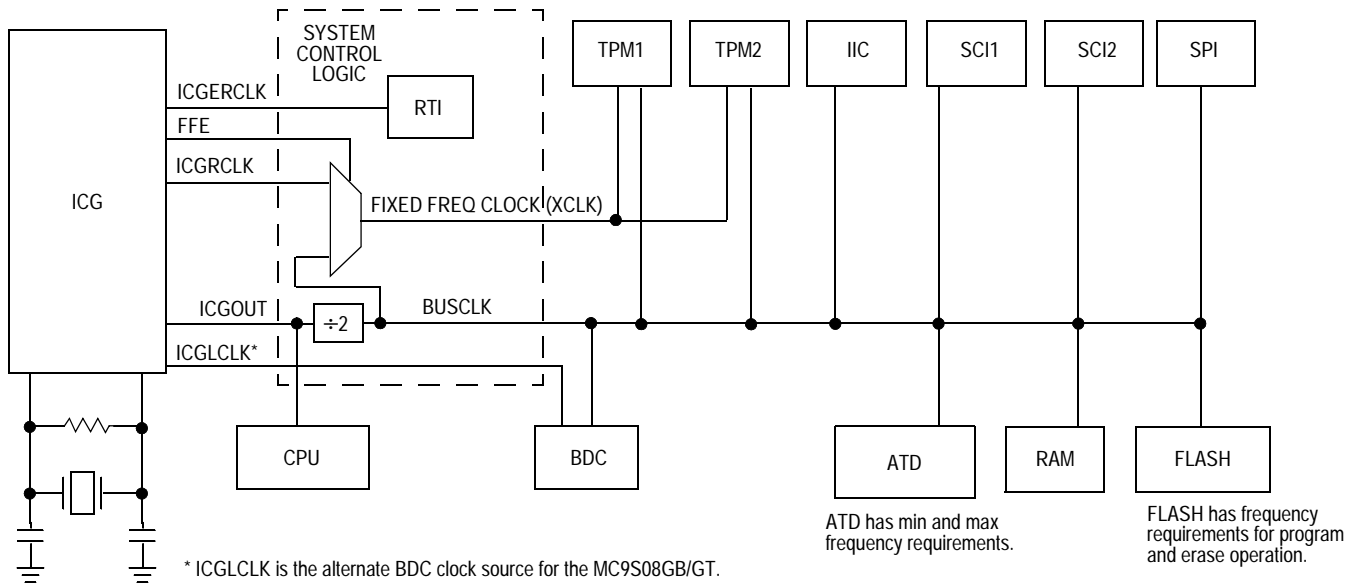 SYSTEM
CONTROL
LOGIC
TPM1
TPM2
IIC
SCI1
SCI2
SPI
ICGERCLK
RTI
FFE
ICGRCLK
ICG
FIXED FREQ CLOCK (XCLK)
ICGOUT
÷2
BUSCLK
ICGLCLK*
CPU
BDC
ATD
RAM
FLASH
ATD has min and max
frequency requirements.
FLASH has frequency
requirements for program
and erase operation.
* ICGLCLK is the alternate BDC clock source for the MC9S08GB/GT.